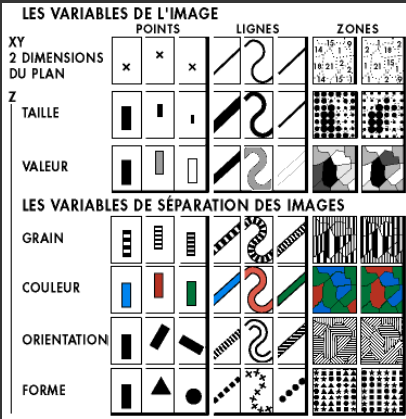 LES VARIABLES DE L'IMAGE
POINTS LIGNES ZONES
XY
2 DIMENSIONS
DU PLAN
Z
TAILLE
VALEUR
LES VARIABLES DE SÉPARATION DES IMAGES
GRAIN
COULEUR
ORIENTATION
FORME